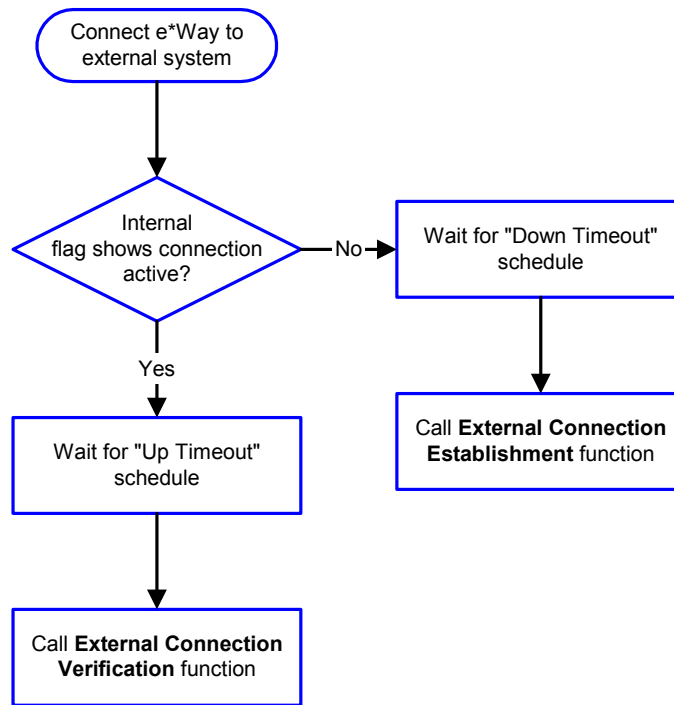 Connect e*Way to
external system
Internal
flag shows connection
active?
No
Wait for "Down Timeout"
schedule
Yes
Call External Connection
Establishment function
Wait for "Up Timeout"
schedule
Call External Connection
Verification function